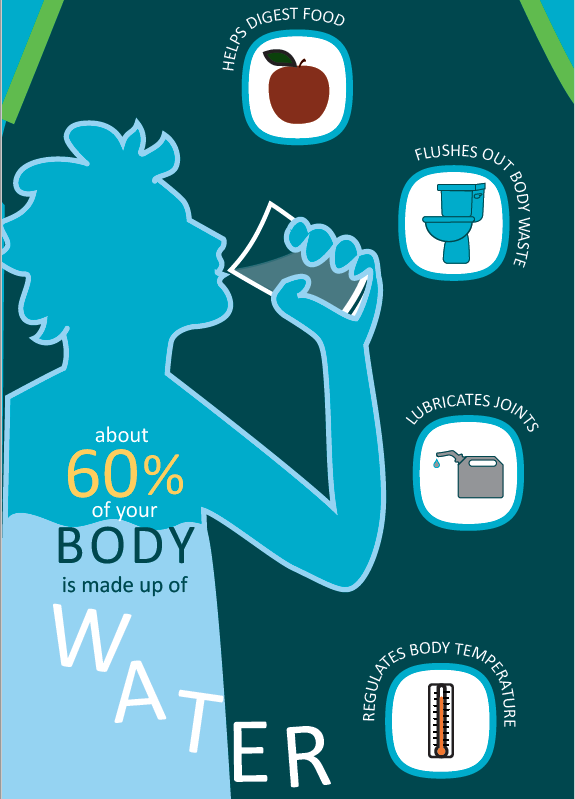 HELPS DIGEST FOOD
FLUSHES OUT BODY WASTE
LUBRICATES JOINTS
about
60%
of your
BODY
is made up of
WATER
REGULATES BODY TEMPERATURE